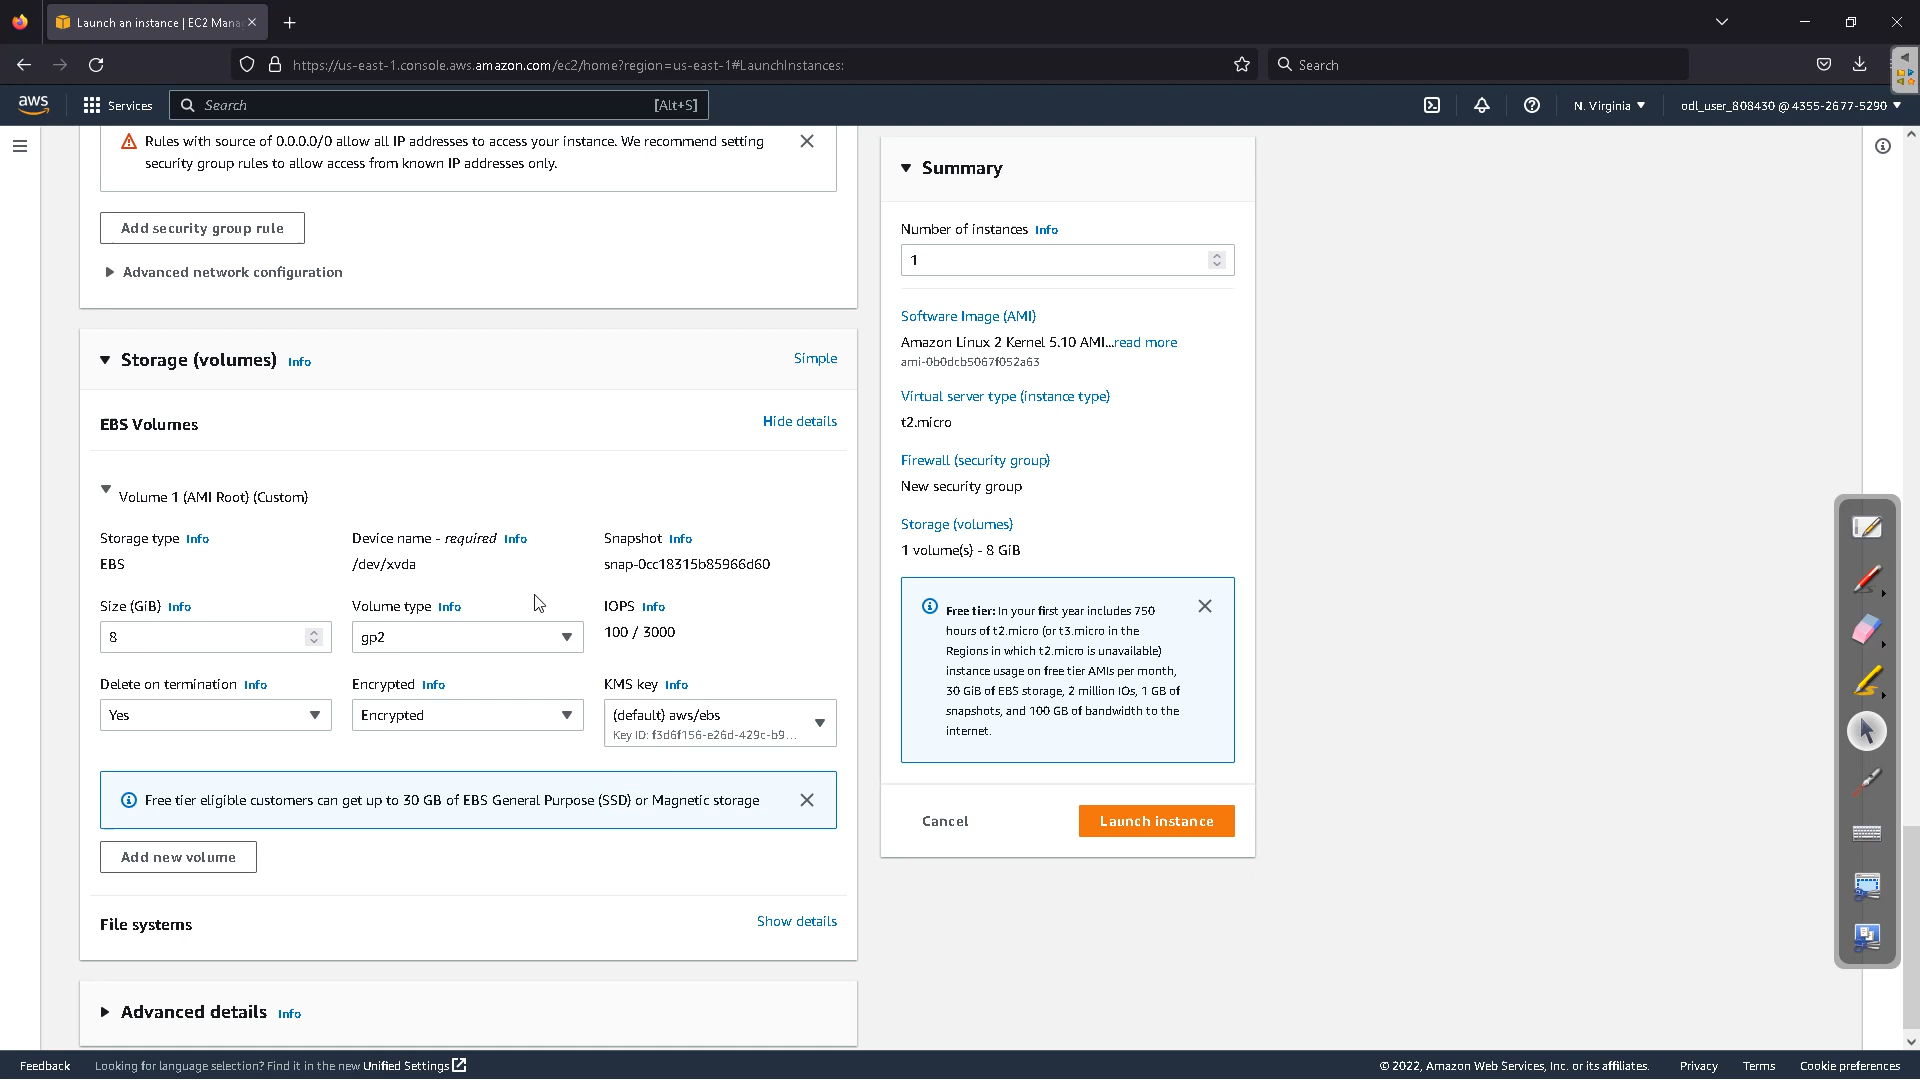 Launch an instance | EC2 Mana
https://us-east-1.console.aws.amazon.com/ec2/home?region=us-east-1#LaunchInstances:
Search
aws
Services
Search
[Alt+S]
N. Virginia
odl_user_808430 @ 4355-2677-5290
Rules with source of 0.0.0.0/0 allow all IP addresses to access your instance. We recommend setting
security group rules to allow access from known IP addresses only.
Add security group rule
Advanced network configuration
Storage (volumes) Info
Simple
EBS Volumes
Hide details
Volume 1 (AMI Root) (Custom)
Storage type Info
Device name - required Info
Snapshot Info
EBS
/dev/xvda
snap-0cc18315b85966d60
Size (GiB) Info
Volume type Info
IOPS Info
8
gp2
100 / 3000
Delete on termination Info
Encrypted Info
KMS key Info
Yes
Encrypted
(default) aws/ebs
Key ID: f3d6f156-e26d-429c-b9...
Free tier eligible customers can get up to 30 GB of EBS General Purpose (SSD) or Magnetic storage
Add new volume
File systems
Show details
Advanced details Info
Summary
Number of instances Info
1
Software Image (AMI)
Amazon Linux 2 Kernel 5.10 AMI...read more
ami-0b0dcb5067f052a63
Virtual server type (instance type)
t2.micro
Firewall (security group)
New security group
Storage (volumes)
1 volume(s) - 8 GiB
Free tier: In your first year includes 750
hours of t2.micro (or t3.micro in the
Regions in which t2.micro is unavailable)
instance usage on free tier AMIs per month,
30 GiB of EBS storage, 2 million IOs, 1 GB of
snapshots, and 100 GB of bandwidth to the
internet.
Cancel
Launch instance
Feedback
Looking for language selection? Find it in the new Unified Settings
© 2022, Amazon Web Services, Inc. or its affiliates.
Privacy
Terms
Cookie preferences